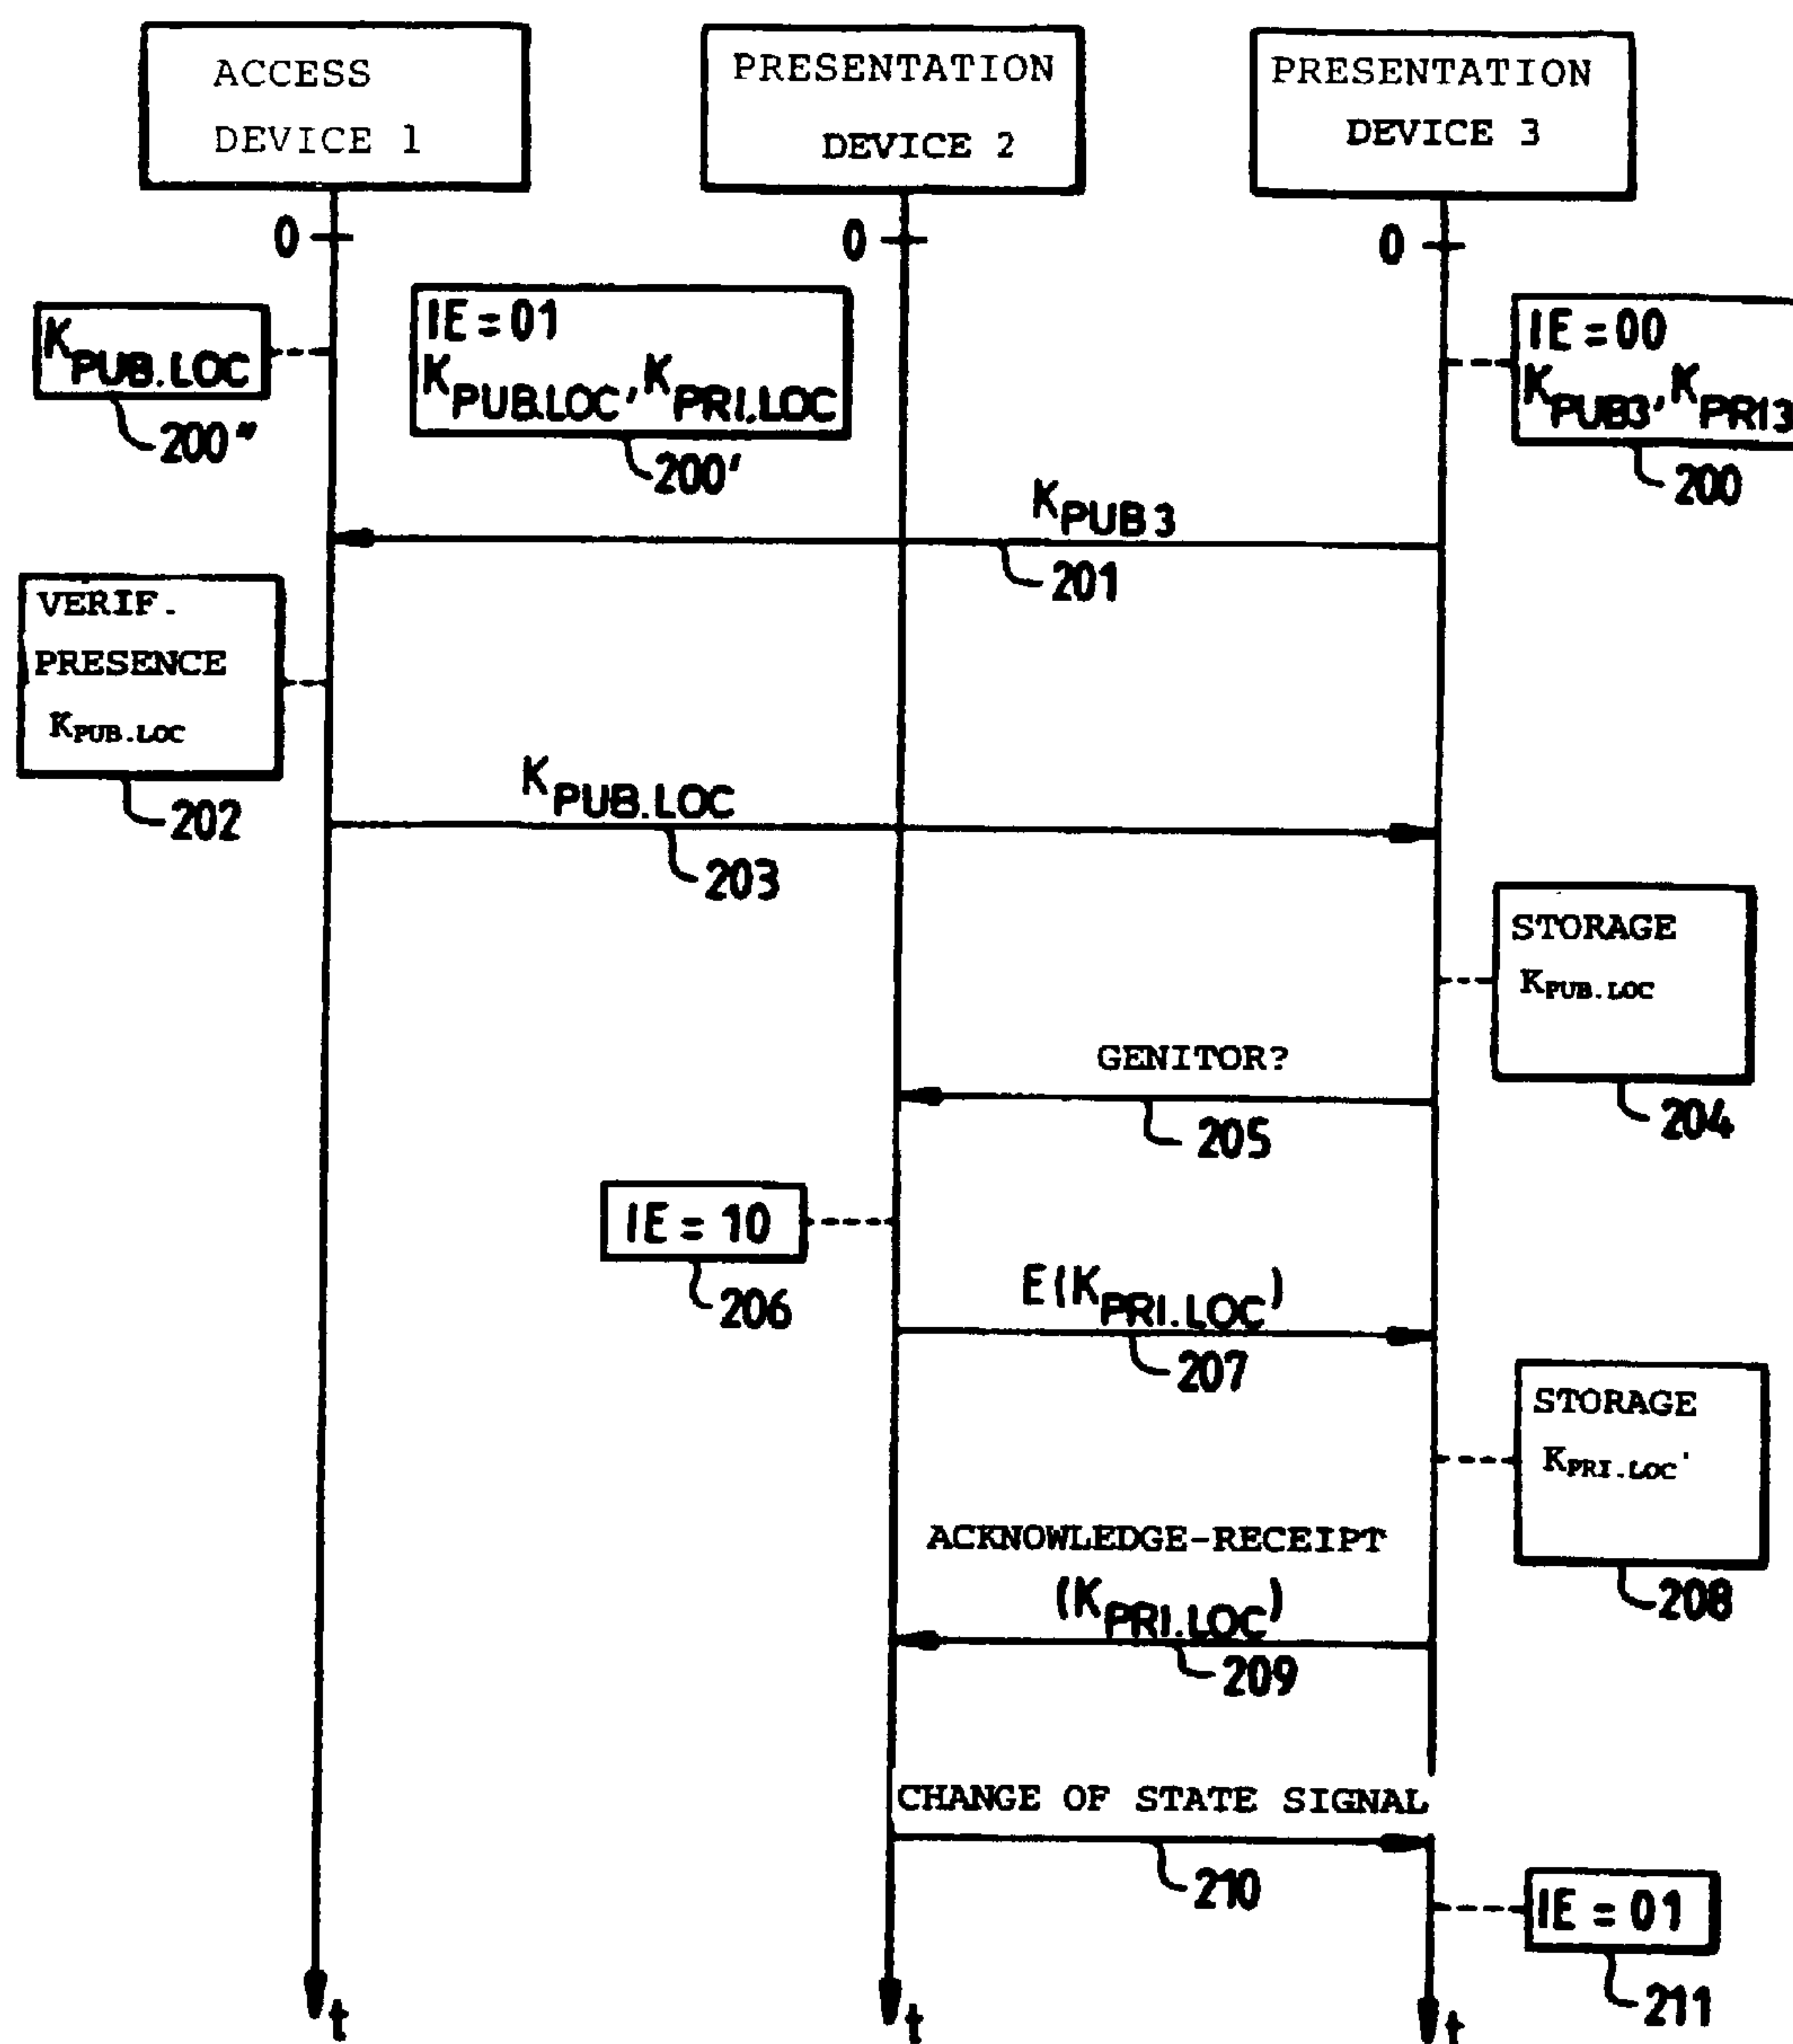 ACCESS
DEVICE 1
PRESENTATION
DEVICE 2
PRESENTATION
DEVICE 3
0
0
0
KPUB.LOC
200"
IE = 01
KPUB.LOC, KPRI.LOC
200'
IE = 00
KPUB3, KPRI3
200
KPUB3
201
VERIF.
PRESENCE
KPUB.LOC
202
KPUB.LOC
203
STORAGE
KPUB.LOC
204
GENITOR?
205
IE = 10
206
E(KPRI.LOC)
207
STORAGE
KPRI.LOC'
208
ACKNOWLEDGE-RECEIPT
(KPRI.LOC)
209
CHANGE OF STATE SIGNAL
210
IE = 01
211
t
t
t